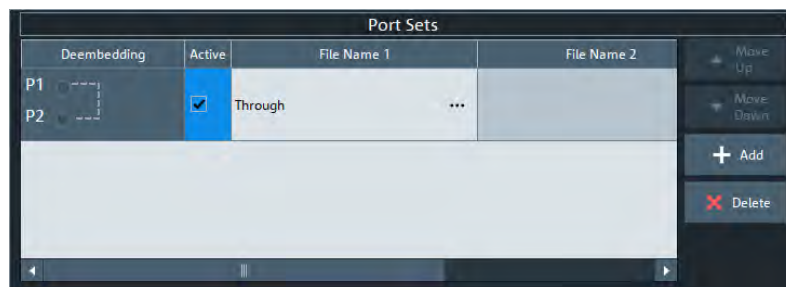 Port Sets
Deembedding Active File Name 1 File Name 2
Move
Up
P1
Through ...
P2
Move
Down
Add
Delete